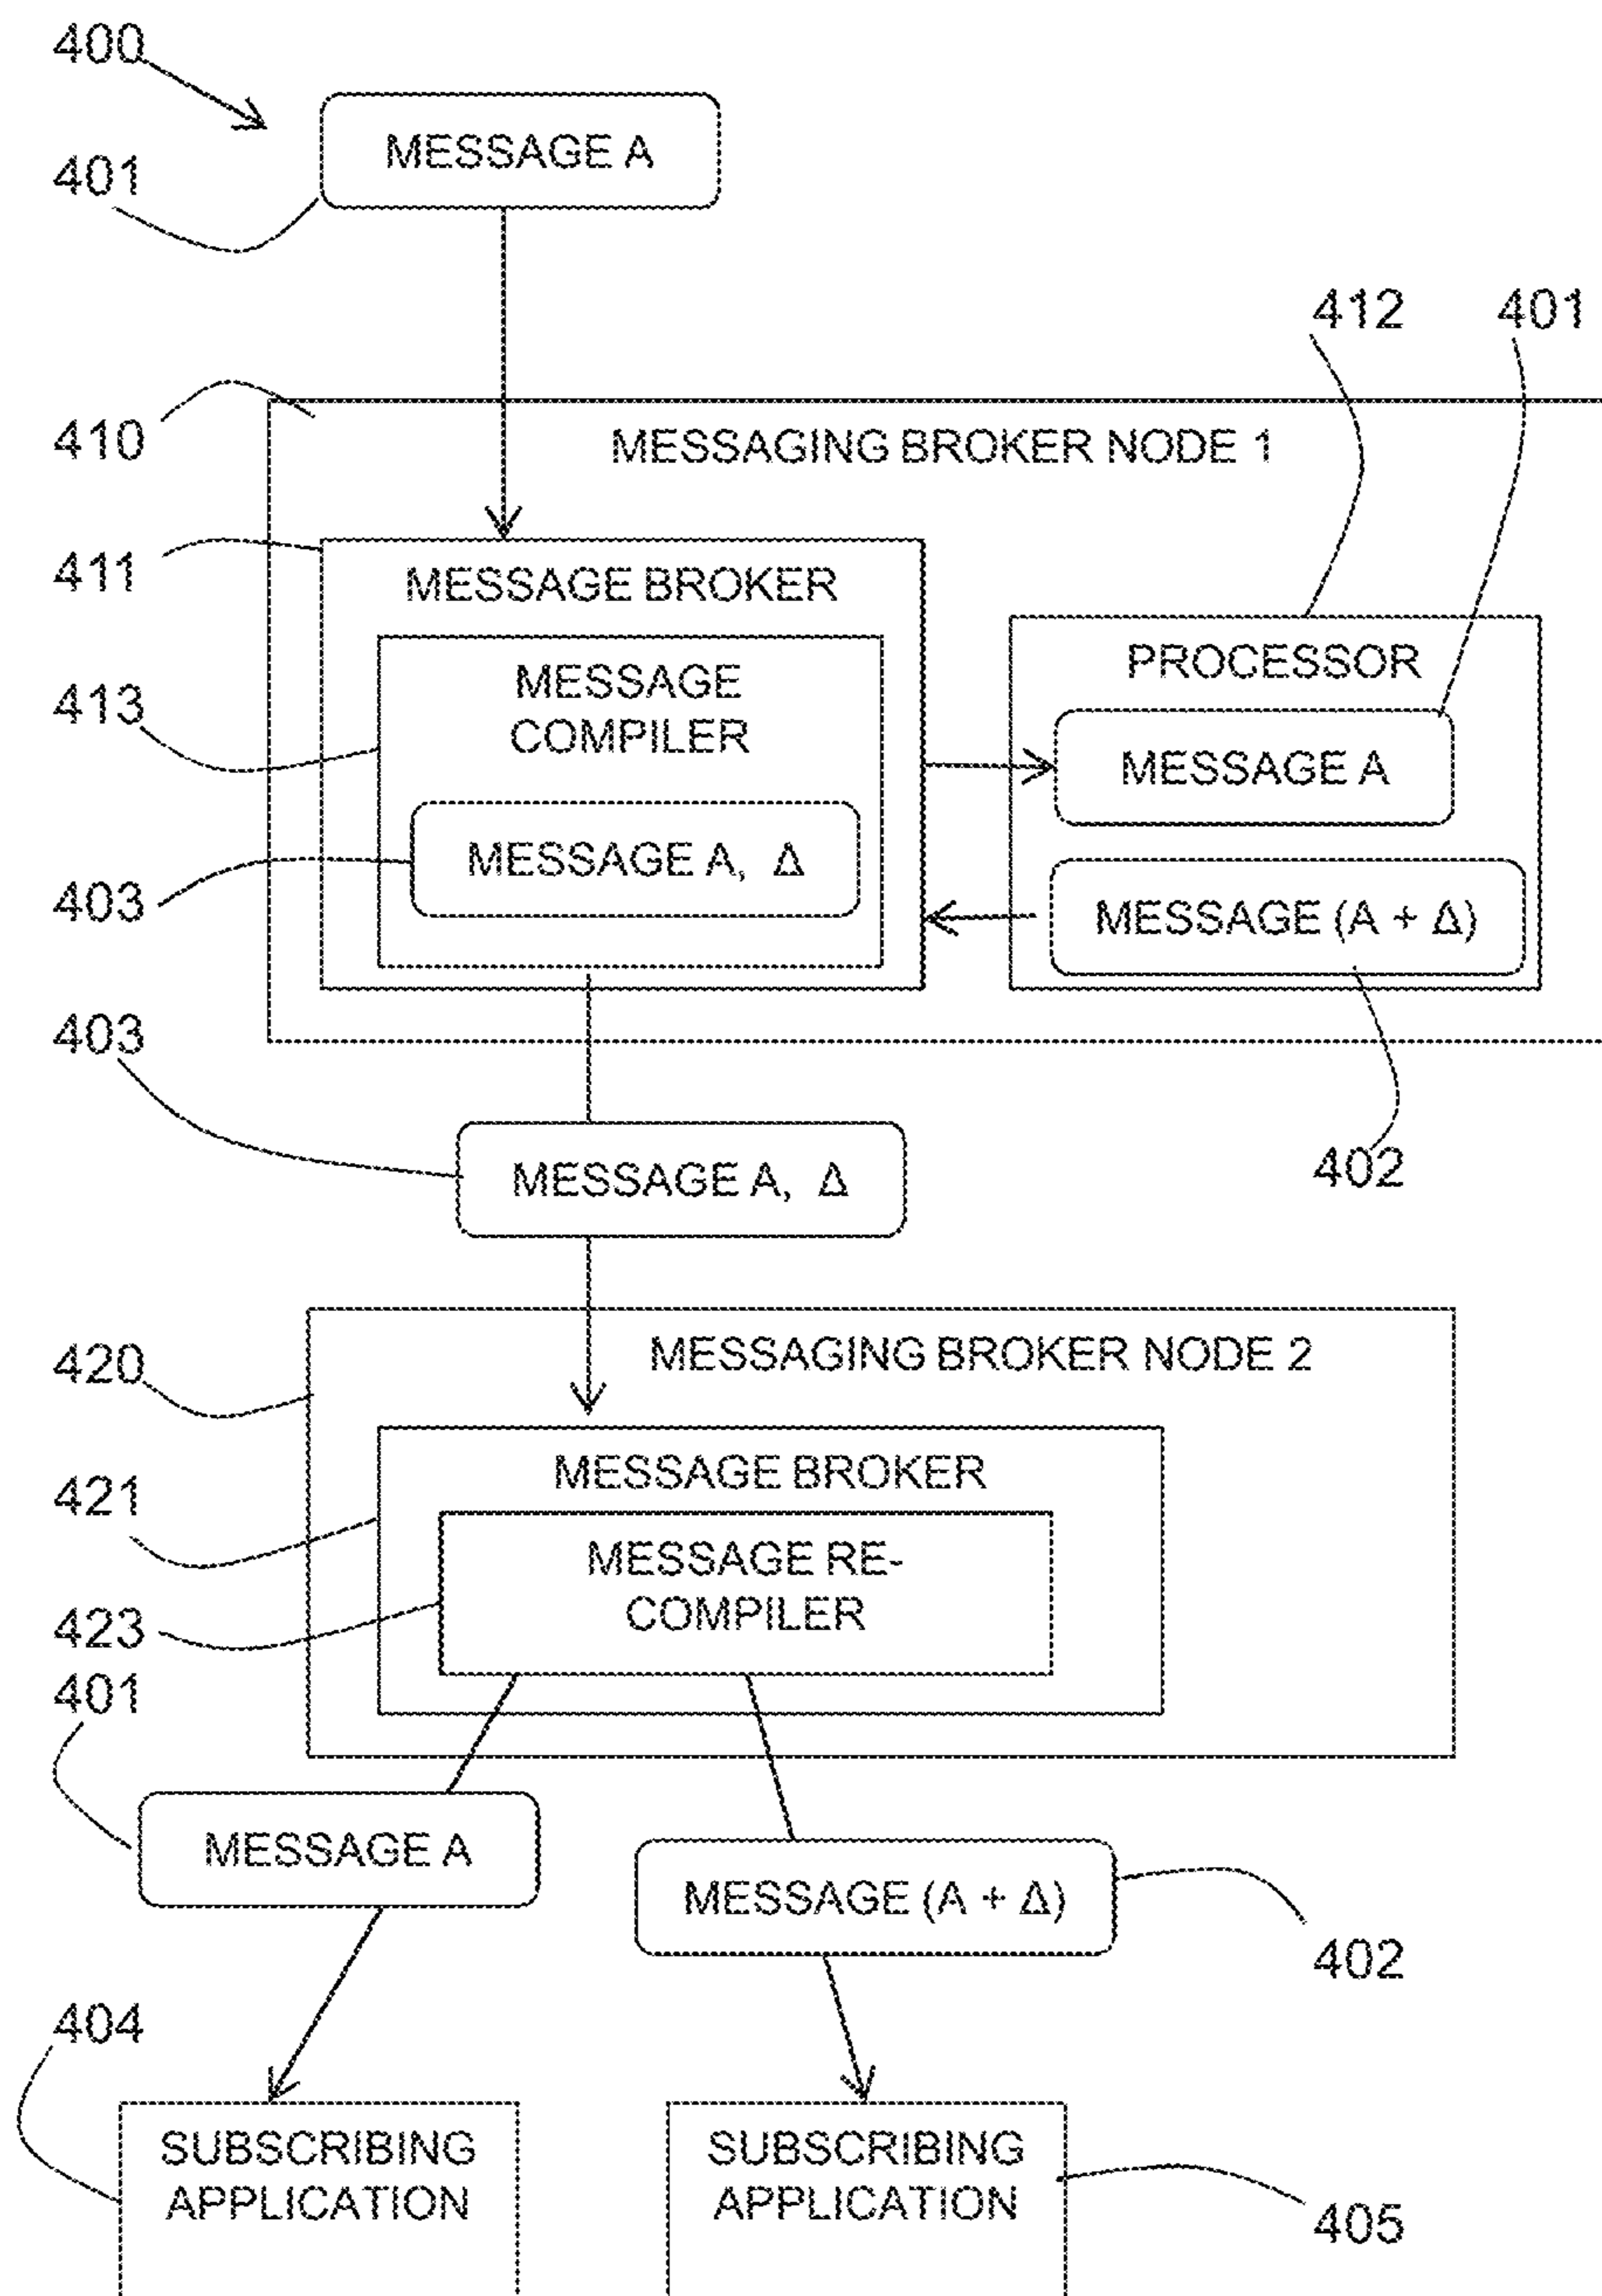 400
MESSAGE A
401
412
401
410
MESSAGING BROKER NODE 1
411
MESSAGE BROKER
PROCESSOR
413
MESSAGE
COMPILER
MESSAGE A
403
MESSAGE A, Δ
MESSAGE (A + Δ)
403
402
MESSAGE A, Δ
420
MESSAGING BROKER NODE 2
421
MESSAGE BROKER
423
MESSAGE RE-
COMPILER
401
MESSAGE A
MESSAGE (A + Δ)
402
404
SUBSCRIBING
APPLICATION
SUBSCRIBING
APPLICATION
405